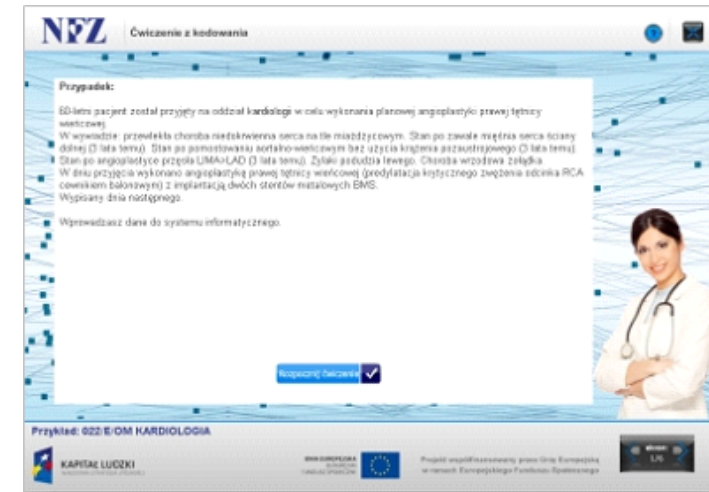 NFZ
Ćwiczenie z kodowania
Przypadek:
60-letni pacjent został przyjęty na oddział kardiologii w celu wykonania planowej angioplastyki prawej tętnicy
wieńcowej.
W wywiadzie: przewlekła choroba niedokrwienna serca na tle miażdżycowym. Stan po zawale mięśnia serca ściany
dolnej (3 lata temu). Stan po pomostowaniu aortalno-wieńcowym bez użycia krążenia pozaustrojowego (3 lata temu).
Stan po angioplastyce przęsła LIMA>LAD (3 lata temu). Żylaki podudzia lewego. Choroba wrzodowa żołądka.
W dniu przyjęcia wykonano angioplastykę prawej tętnicy wieńcowej (predylatacja krytycznego zwężenia odcinka RCA
cewnikiem balonowym) z implantacją dwóch stentów metalowych BMS.
Wypisany dnia następnego.
Wprowadzasz dane do systemu informatycznego.
Rozpocznij ćwiczenie
Przykład: 022/E/OM KARDIOLOGIA
KAPITAŁ LUDZKI
UNIA EUROPEJSKA
Projekt współfinansowany przez Unię Europejską
w ramach Europejskiego Funduszu Społecznego
ekran
1/6